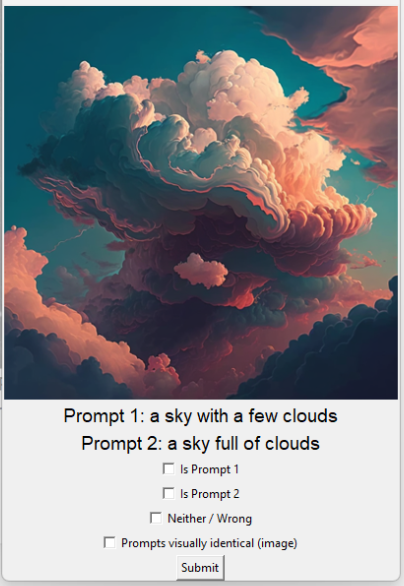 Prompt 1: a sky with a few clouds
Prompt 2: a sky full of clouds
Is Prompt 1
Is Prompt 2
Neither / Wrong
Prompts visually identical (image)
Submit